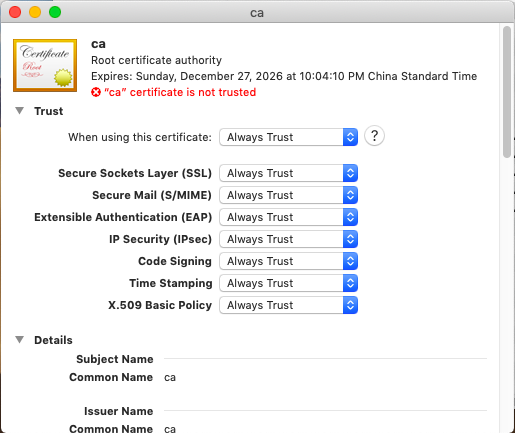 ca
Certificate
Root
ca
Root certificate authority
Expires: Sunday, December 27, 2026 at 10:04:10 PM China Standard Time
“ca” certificate is not trusted
Trust
When using this certificate: Always Trust ?
Secure Sockets Layer (SSL) Always Trust
Secure Mail (S/MIME) Always Trust
Extensible Authentication (EAP) Always Trust
IP Security (IPsec) Always Trust
Code Signing Always Trust
Time Stamping Always Trust
X.509 Basic Policy Always Trust
Details
Subject Name
Common Name ca
Issuer Name
Common Name ca